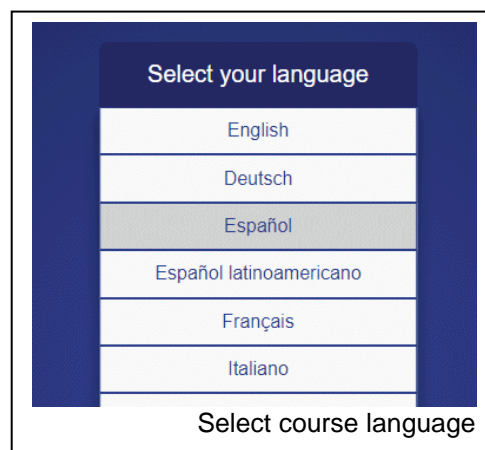 Select your language
English
Deutsch
Español
Español latinoamericano
Français
Italiano
Select course language